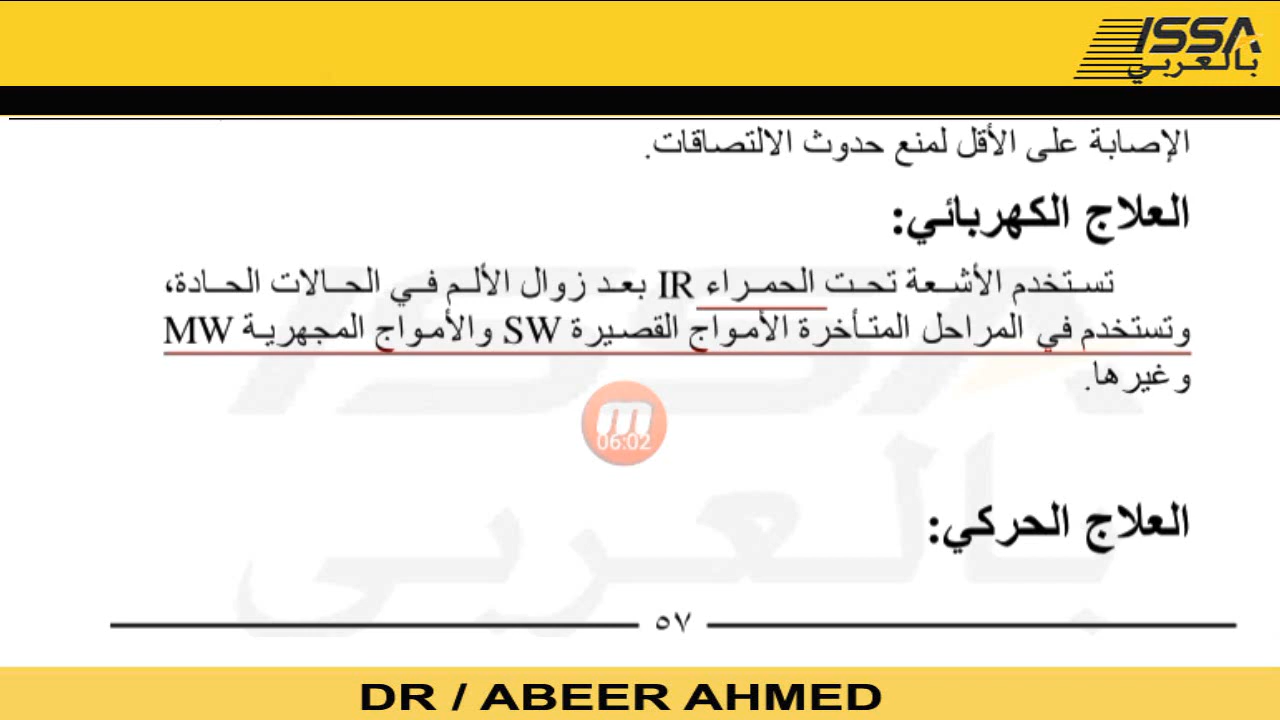 ISSA
بالعربي
الإصابة على الأقل لمنع حدوث الالتصاقات.
العلاج الكهربائي:
تستخدم الأشعة تحت الحمراء IR بعد زوال الألم في الحالات الحادة،
وتستخدم في المراحل المتأخرة الأمواج القصيرة SW والأمواج المجهرية MW
وغيرها.
ISSA
بالعربي
06:02
العلاج الحركي:
٥٧
DR / ABEER AHMED